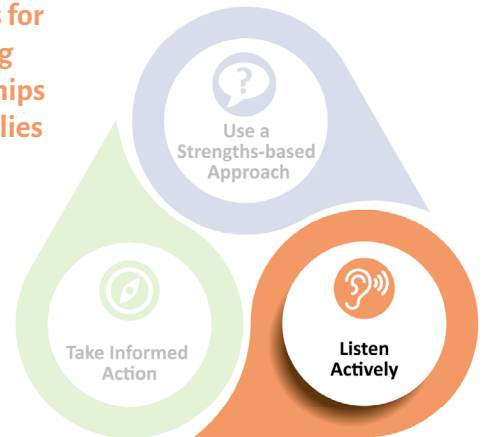 s for
g
hips
lies
?
Use a
Strengths-based
Approach
Take Informed
Action
Listen
Actively